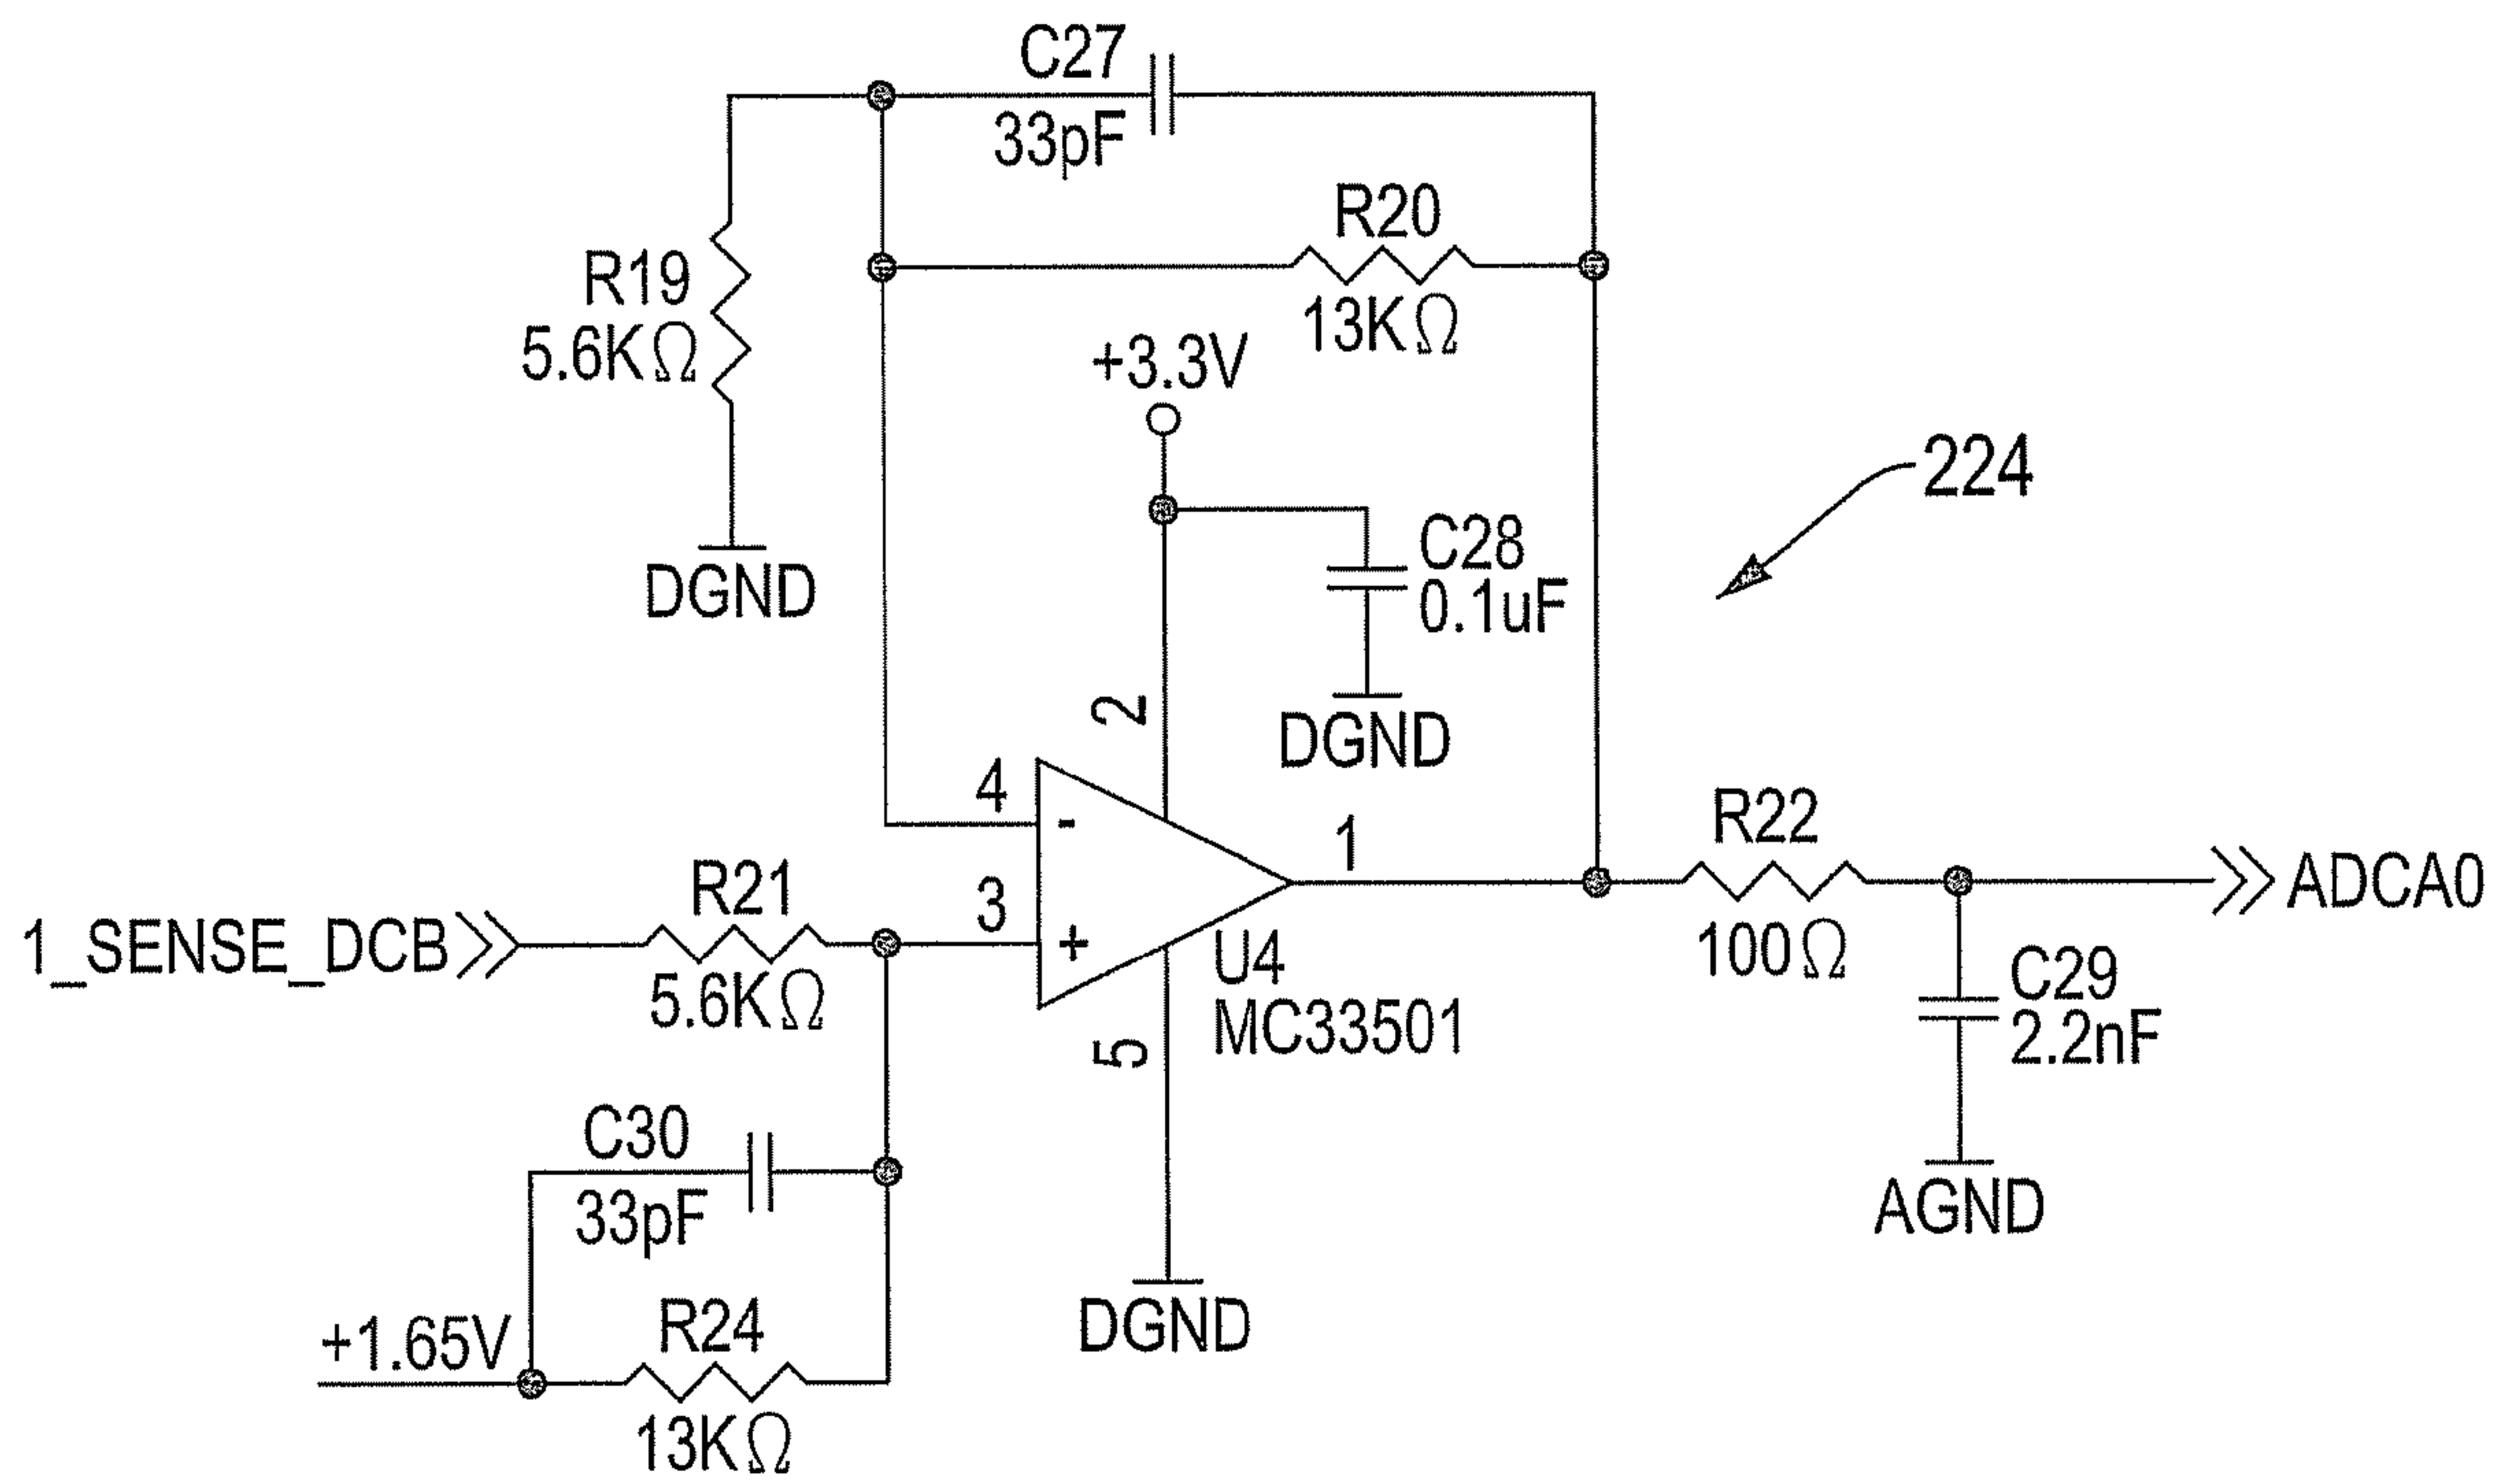 C27
33pF
R20
13KΩ
R19
5.6KΩ
DGND
+3.3V
224
C28
0.1uF
DGND
2
4
-
3
+
1
5
U4
MC33501
R22
100Ω
ADCA0
C29
2.2nF
AGND
1_SENSE_DCB
R21
5.6KΩ
C30
33pF
+1.65V
R24
13KΩ
DGND